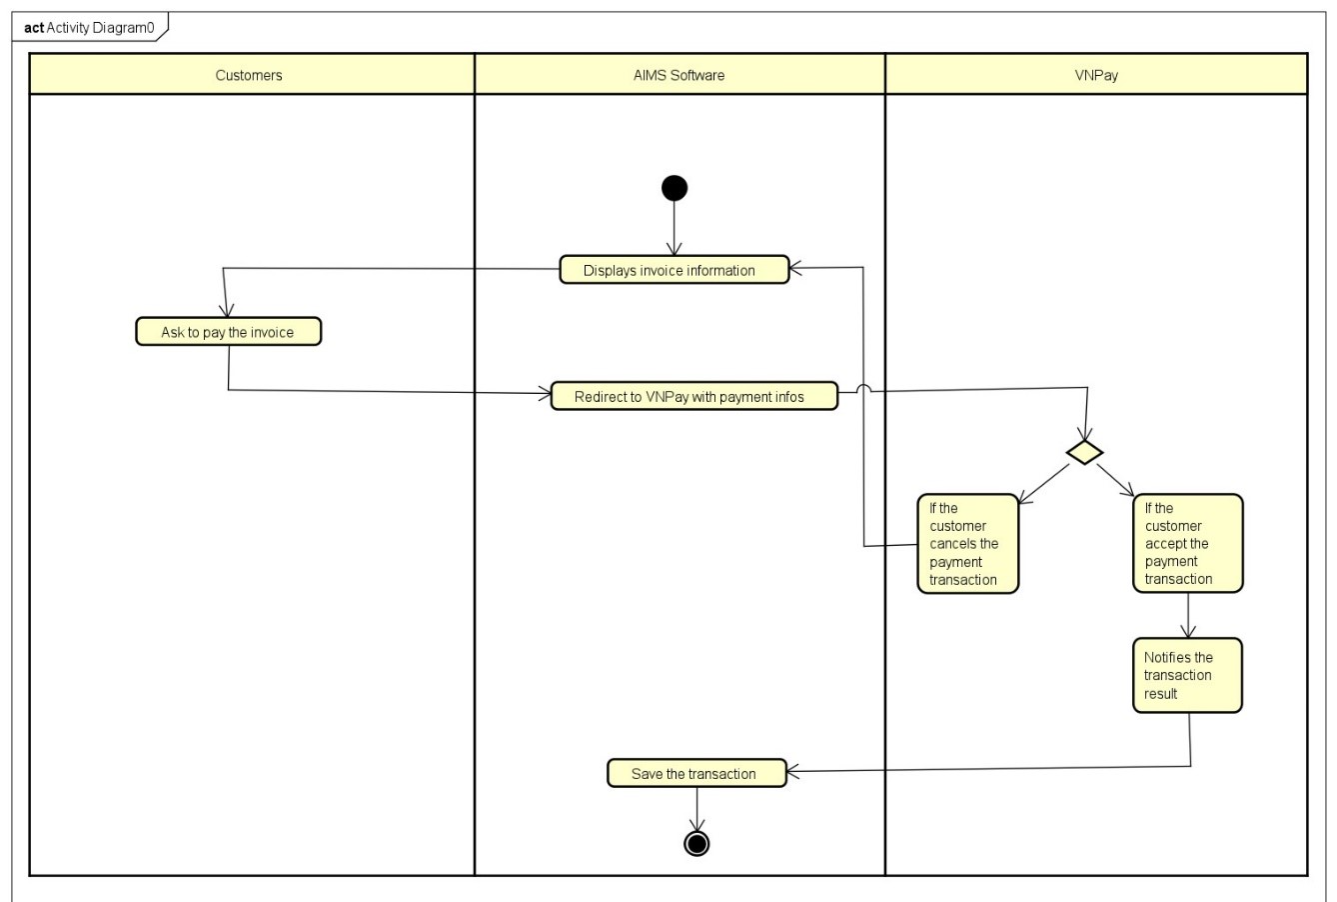 act Activity Diagram0
Customers
AIMS Software
VNPay
Displays invoice information
Ask to pay the invoice
Redirect to VNPay with payment infos
If the
customer
cancels the
payment
transaction
If the
customer
accept the
payment
transaction
Notifies the
transaction
result
Save the transaction